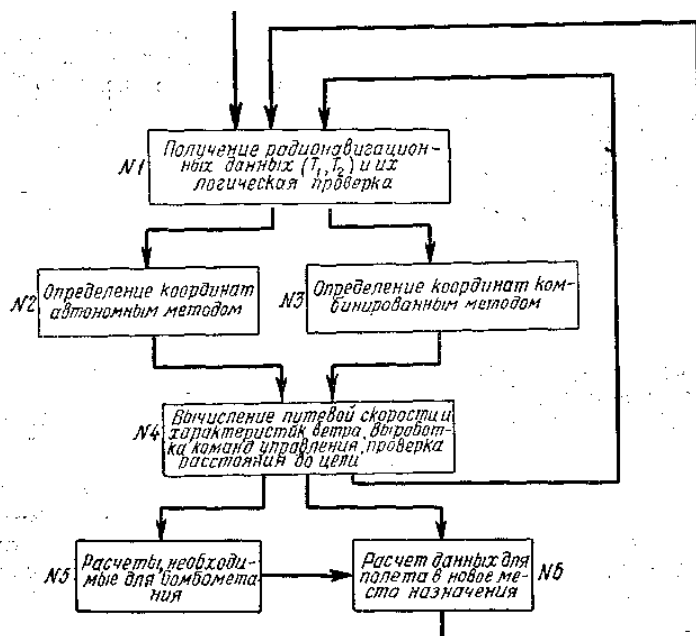 Получение радионавигацион-
ных данных (T₁, T₂) и их
логическая проверка
N1
Определение координат
автономным методом
N2
Определение координат ком-
бинированным методом
N3
Вычисление путевой скорости и
характеристик ветра, выработ-
ка команд управления, проверка
расстояния до цели
N4
Расчеты, необходи-
мые для бомбомета
ния
N5
Расчет данных для
полета в новое мес-
то назначения
N6